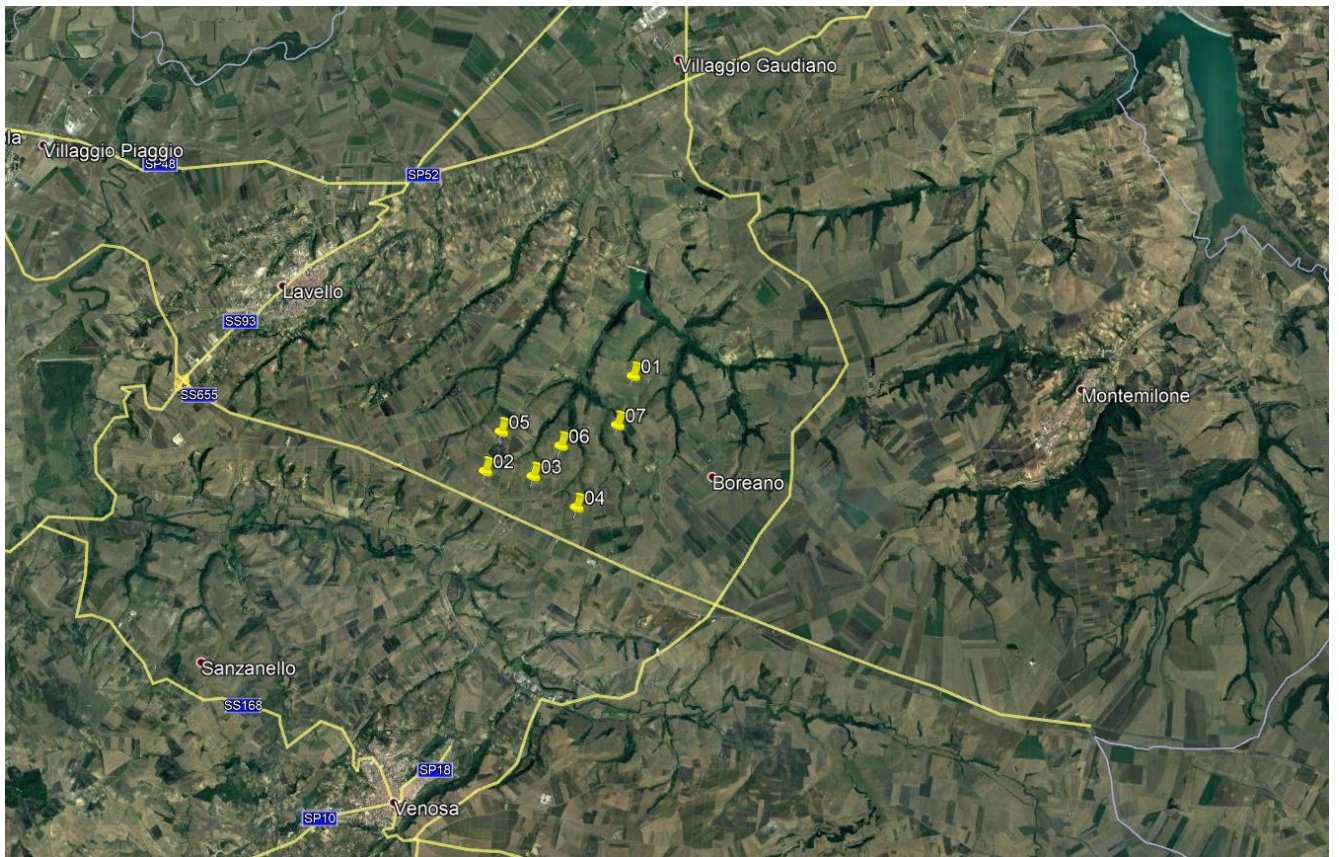 Villaggio Gaudiano
ola
Villaggio Piaggio
SP48
SP52
Lavello
SS93
01
SS655
Montemilone
07
05
06
02
03
Boreano
04
Sanzanello
SS168
SP18
Venosa
SP10